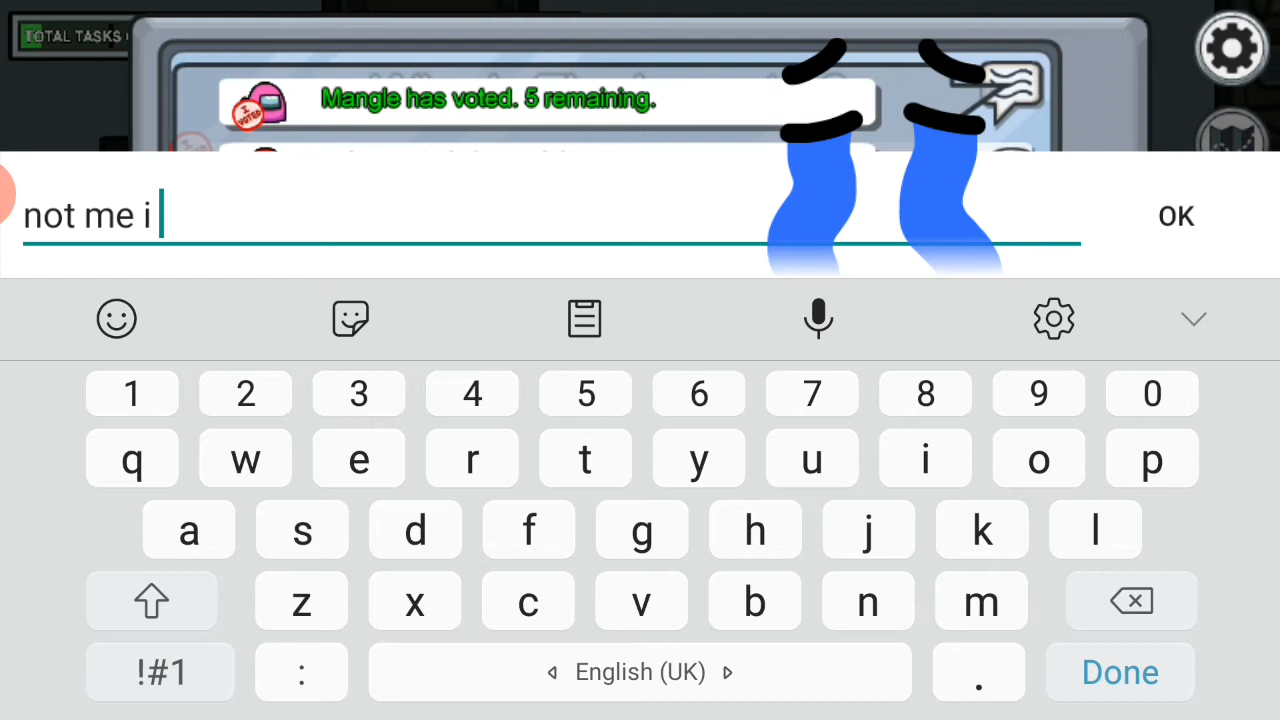 TOTAL TASKS
I VOTED
Mangle has voted. 5 remaining.
not me i
OK
1 2 3 4 5 6 7 8 9 0
q w e r t y u i o p
a s d f g h j k l
z x c v b n m
!#1 : English (UK) . Done